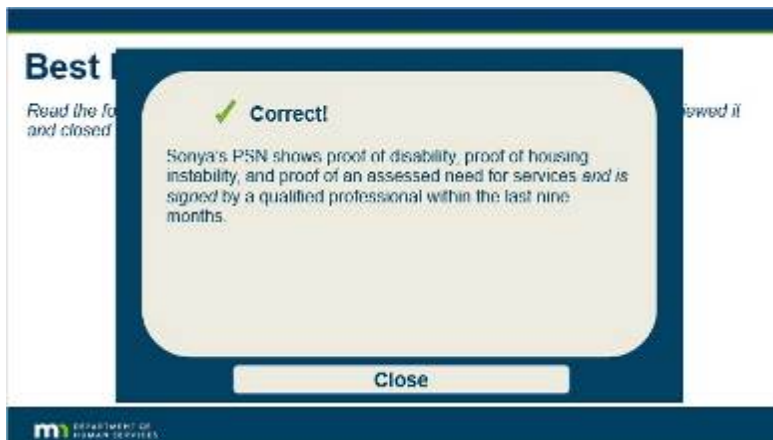 Best
Read the fo
iewed it
and closed
Correct!
Sonya's PSN shows proof of disability, proof of housing
instability, and proof of an assessed need for services and is
signed by a qualified professional within the last nine
months.
Close
mn DEPARTMENT OF
HUMAN SERVICES